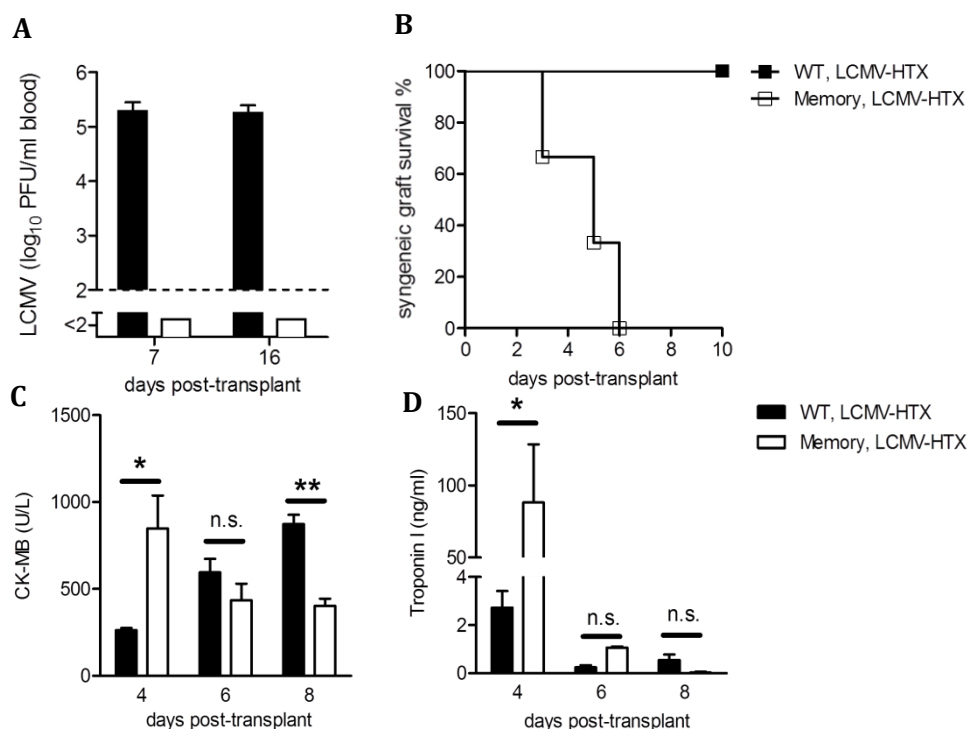 A
LCMV (log10 PFU/ml blood)
6
5
4
3
2
<2
7
16
days post-transplant
B
syngeneic graft survival %
100
80
60
40
20
0
0
2
4
6
8
10
days post-transplant
WT, LCMV-HTX
Memory, LCMV-HTX
C
CK-MB (U/L)
1500
1000
500
0
*
n.s.
**
4
6
8
days post-transplant
D
Troponin I (ng/ml)
150
100
50
4
2
0
*
n.s.
n.s.
4
6
8
days post-transplant
WT, LCMV-HTX
Memory, LCMV-HTX